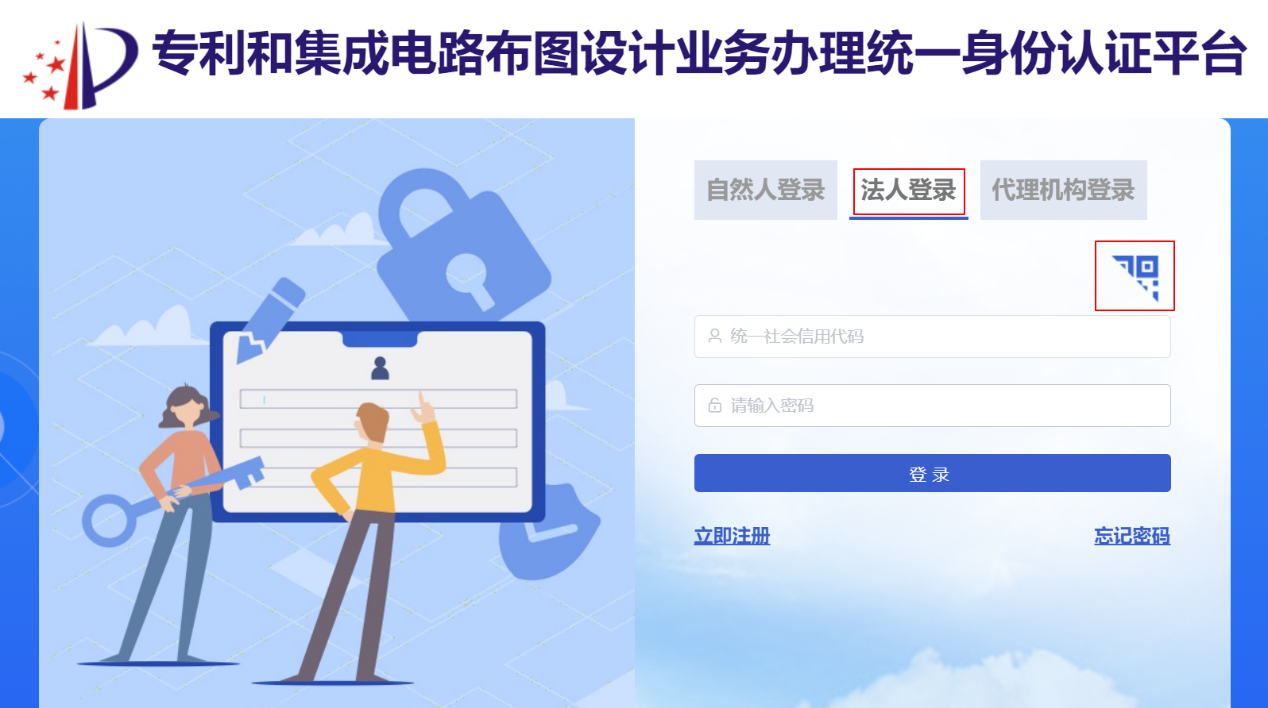 专利和集成电路布图设计业务办理统一身份认证平台
自然人登录 法人登录 代理机构登录
统一社会信用代码
请输入密码
登 录
立即注册 忘记密码